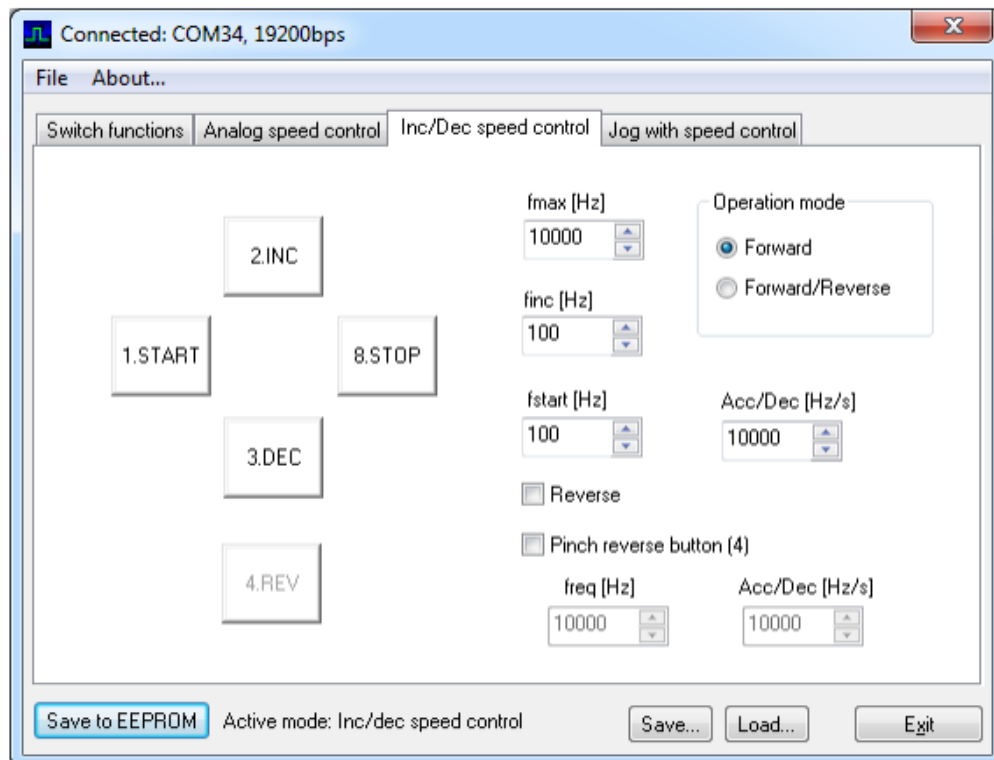 Connected: COM34, 19200bps
File About...
Switch functions Analog speed control Inc/Dec speed control Jog with speed control
2.INC
1.START 8.STOP
3.DEC
4.REV
fmax [Hz]
10000
finc [Hz]
100
fstart [Hz]
100
Operation mode
Forward
Forward/Reverse
Acc/Dec [Hz/s]
10000
Reverse
Pinch reverse button (4)
freq [Hz] Acc/Dec [Hz/s]
10000 10000
Save to EEPROM Active mode: Inc/dec speed control Save... Load... Exit